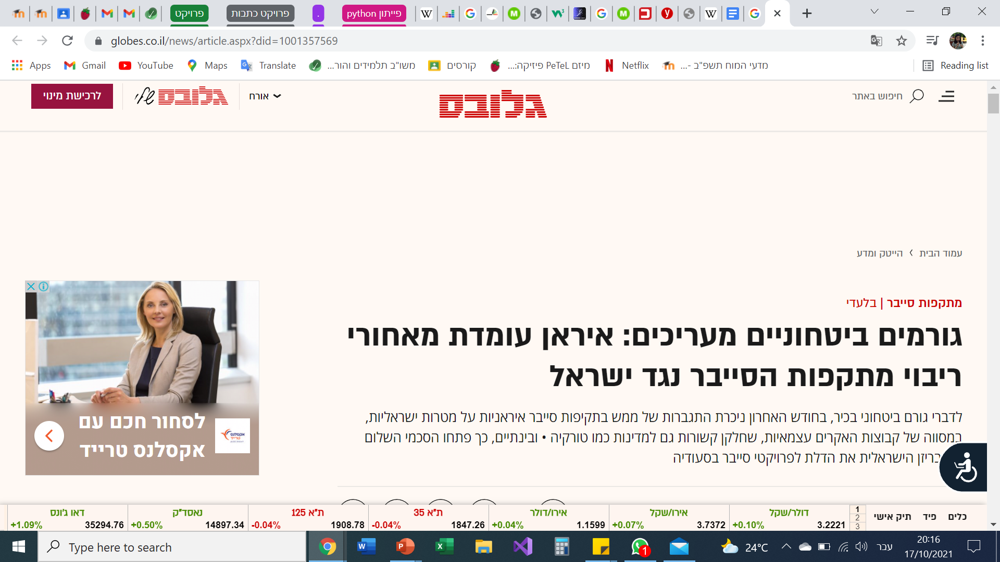 פרויקט
פרויקט כתבות
.
פייתון python
globes.co.il/news/article.aspx?did=1001357569
Apps
Gmail
YouTube
Maps
Translate
משו"ב תלמידים והור...
קורסים
מיזם PeTeL פיזיקה:...
Netflix
מדעי המוח תשפ"ב -...
Reading list
לרכישת מינוי
גלובס שלי
אורח
גלובס
חיפוש באתר
עמוד הבית › הייטק ומדע
מתקפות סייבר | בלעדי
גורמים ביטחוניים מעריכים: איראן עומדת מאחורי
ריבוי מתקפות הסייבר נגד ישראל
לדברי גורם ביטחוני בכיר, בחודש האחרון ניכרת התגברות של ממש בתקיפות סייבר איראניות על מטרות ישראליות,
במסווה של קבוצות האקרים עצמאיות, שחלקן קשורות גם למדינות כמו טורקיה • ובינתיים, כך פתחו הסכמי השלום
בריזן הישראלית את הדלת לפרויקטי סייבר בסעודיה
לסחור חכם עם
אקסלנס טרייד
אקסלנס
טרייד
כלים
פיד
תיק אישי
1
2
3
דולר/שקל
3.2221 +0.10%
אירו/שקל
3.7372 +0.07%
אירו/דולר
1.1599 +0.04%
ת"א 35
1847.26 -0.04%
ת"א 125
1908.78 -0.04%
נאסד"ק
14897.34 +0.50%
דאו ג'ונס
35294.76 +1.09%
Type here to search
1
24°C
עבר
20:16
17/10/2021